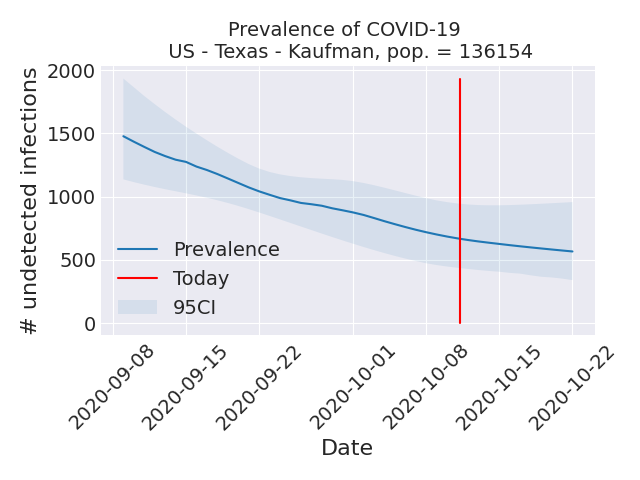 Prevalence of COVID-19
US - Texas - Kaufman, pop. = 136154
# undetected infections
2000
1500
1000
500
0
Prevalence
Today
95CI
2020-09-08
2020-09-15
2020-09-22
2020-10-01
2020-10-08
2020-10-15
2020-10-22
Date